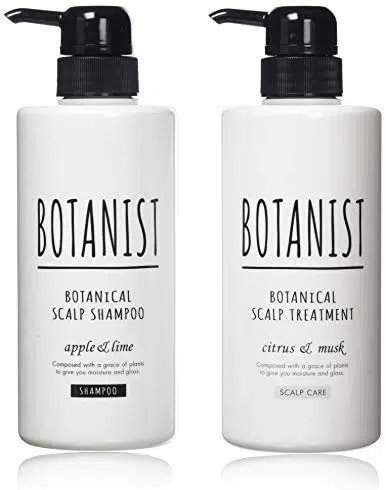 BOTANIST
BOTANICAL
SCALP SHAMPOO
apple & lime
Composed with a grace of plants
to give you moisture and gloss.
SHAMPOO
BOTANIST
BOTANICAL
SCALP TREATMENT
citrus & musk
Composed with a grace of plants
to give you moisture and gloss.
SCALP CARE